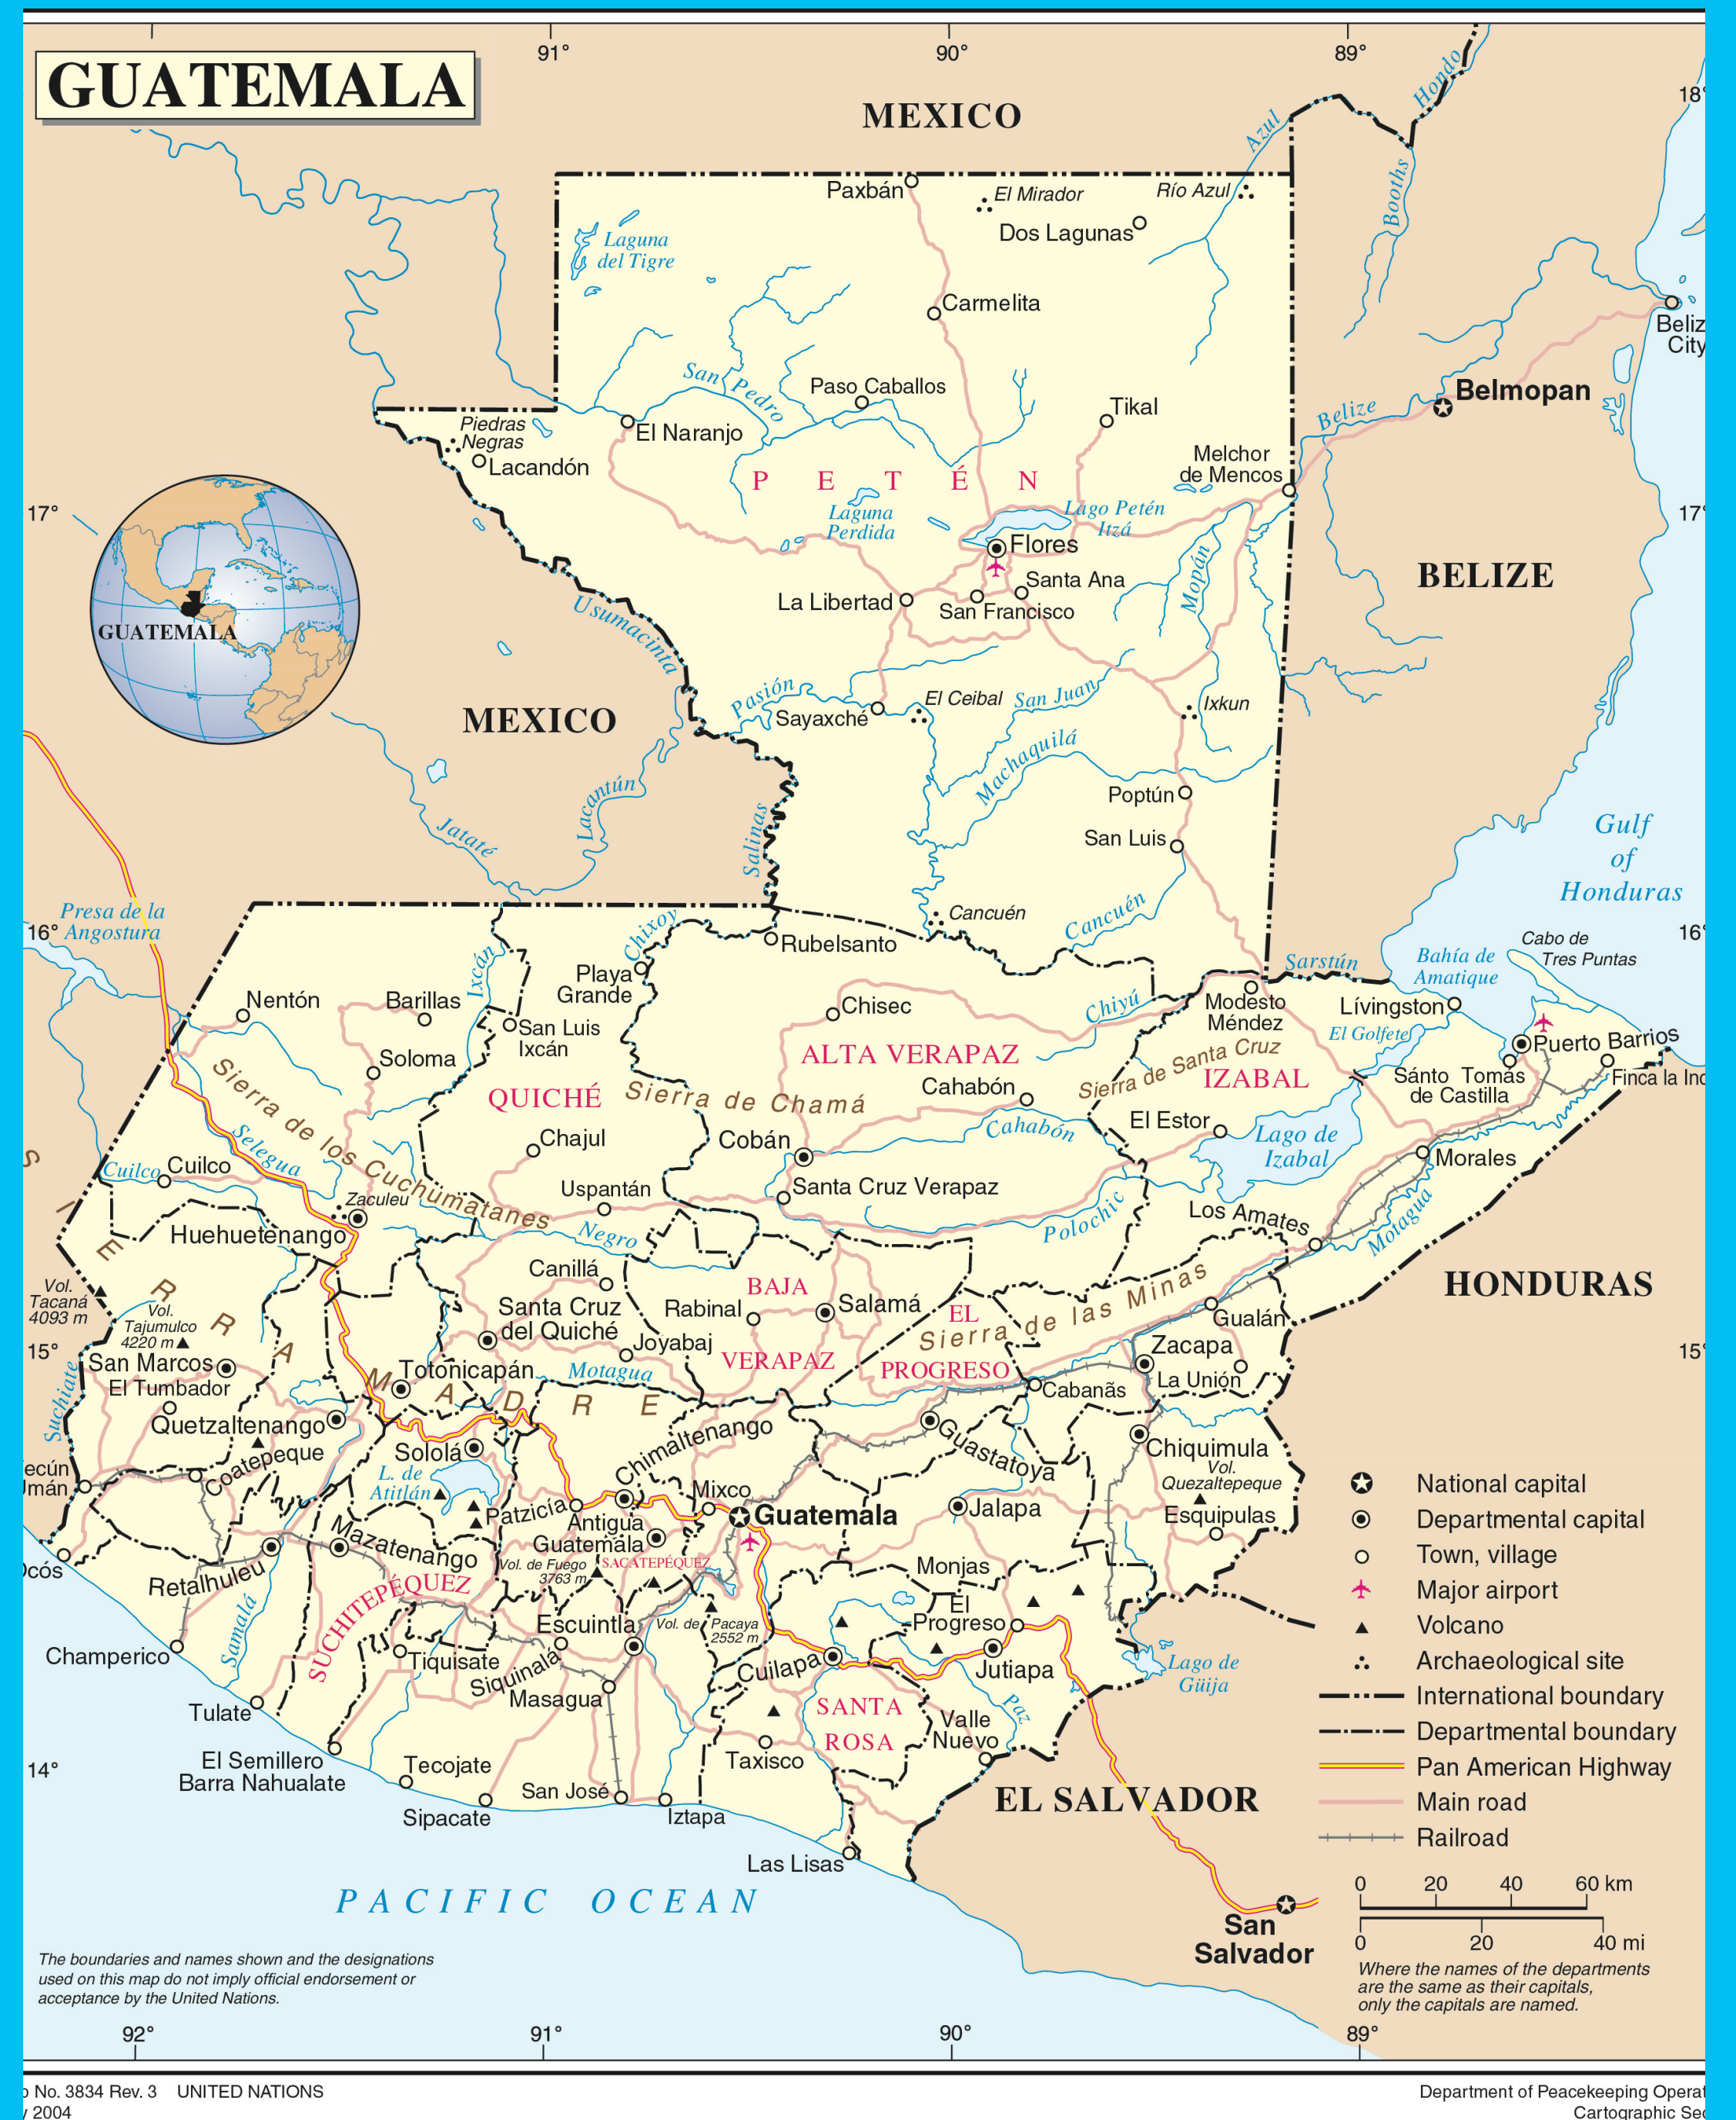 91°
90°
89°
GUATEMALA
MEXICO
18°
Hondo
Azul
Booths
Paxbán
El Mirador
Río Azul
Dos Lagunas
Laguna
del Tigre
Carmelita
Beliz
City
San Pedro
Paso Caballos
Tikal
Belize
Belmopan
Piedras
Negras
Lacandón
El Naranjo
Melchor
de Mencos
PETÉN
17°
Laguna
Perdida
Lago Petén
Itzá
17°
Flores
Mopán
BELIZE
Santa Ana
La Libertad
San Francisco
GUATEMALA
Usumacinta
MEXICO
Pasión
Sayaxché
El Ceibal
San Juan
Ixkun
Machaquilá
Poptún
Lacantún
Jataté
Salinas
San Luis
Gulf
of
Honduras
Presa de la
Angostura
16°
Chixoy
Cancuén
Cancuén
Rubelsanto
16°
Cabo de
Tres Puntas
Sarstún
Bahía de
Amatique
Ixcán
Playa
Grande
Nentón
Barillas
Chisec
Chiyú
Modesto
Méndez
Lívingston
San Luis
Ixcán
El Golfete
Puerto Barrios
Soloma
ALTA VERAPAZ
Sierra de Santa Cruz
IZABAL
Sánto Tomás
de Castilla
Finca la Inc
Sierra de los Cuchumatanes
QUICHÉ
Sierra de Chamá
Cahabón
El Estor
Lago de
Izabal
Selegua
Chajul
Cobán
Cahabón
Morales
Cuilco
Cuilco
Zaculeu
Uspantán
Santa Cruz Verapaz
Polochic
Los Amates
Motagua
Huehuetenango
Negro
SIERRA MADRE
Canillá
BAJA
VERAPAZ
HONDURAS
Vol.
Tacaná
4093 m
Vol.
Tajumulco
4220 m
Santa Cruz
del Quiché
Rabinal
Salamá
EL
PROGRESO
Sierra de las Minas
Gualán
15°
San Marcos
El Tumbador
Joyabaj
Zacapa
15°
Suchiate
Totonicapán
Motagua
La Unión
Cabanãs
Quetzaltenango
Coatepeque
Sololá
Chimaltenango
Guastatoya
Chiquimula
Vol.
Quezaltepeque
ecún
Umán
L. de
Atitlán
Patzicía
Mixco
Guatemala
Jalapa
Esquipulas
Antigua
Guatemala
Mazatenango
Vol. de Fuego
3763 m
SACATEPÉQUEZ
Monjas
Ocós
Retalhuleu
SUCHITEPÉQUEZ
Escuintla
Vol. de Pacaya
2552 m
El
Progreso
Samalá
Champerico
Tiquisate
Siquinalá
Masagua
Cuilapa
Jutiapa
Lago de
Güija
Tulate
SANTA
ROSA
Paz
Valle
Nuevo
El Semillero
Barra Nahualate
Tecojate
Taxisco
14°
Sipacate
San José
Iztapa
EL SALVADOR
Las Lisas
San
Salvador
PACIFIC OCEAN
National capital
Departmental capital
Town, village
Major airport
Volcano
Archaeological site
International boundary
Departmental boundary
Pan American Highway
Main road
Railroad
0 20 40 60 km
0 20 40 mi
Where the names of the departments
are the same as their capitals,
only the capitals are named.
The boundaries and names shown and the designations
used on this map do not imply official endorsement or
acceptance by the United Nations.
92°
91°
90°
89°
p No. 3834 Rev. 3 UNITED NATIONS
y 2004
Department of Peacekeeping Operat
Cartographic Sec